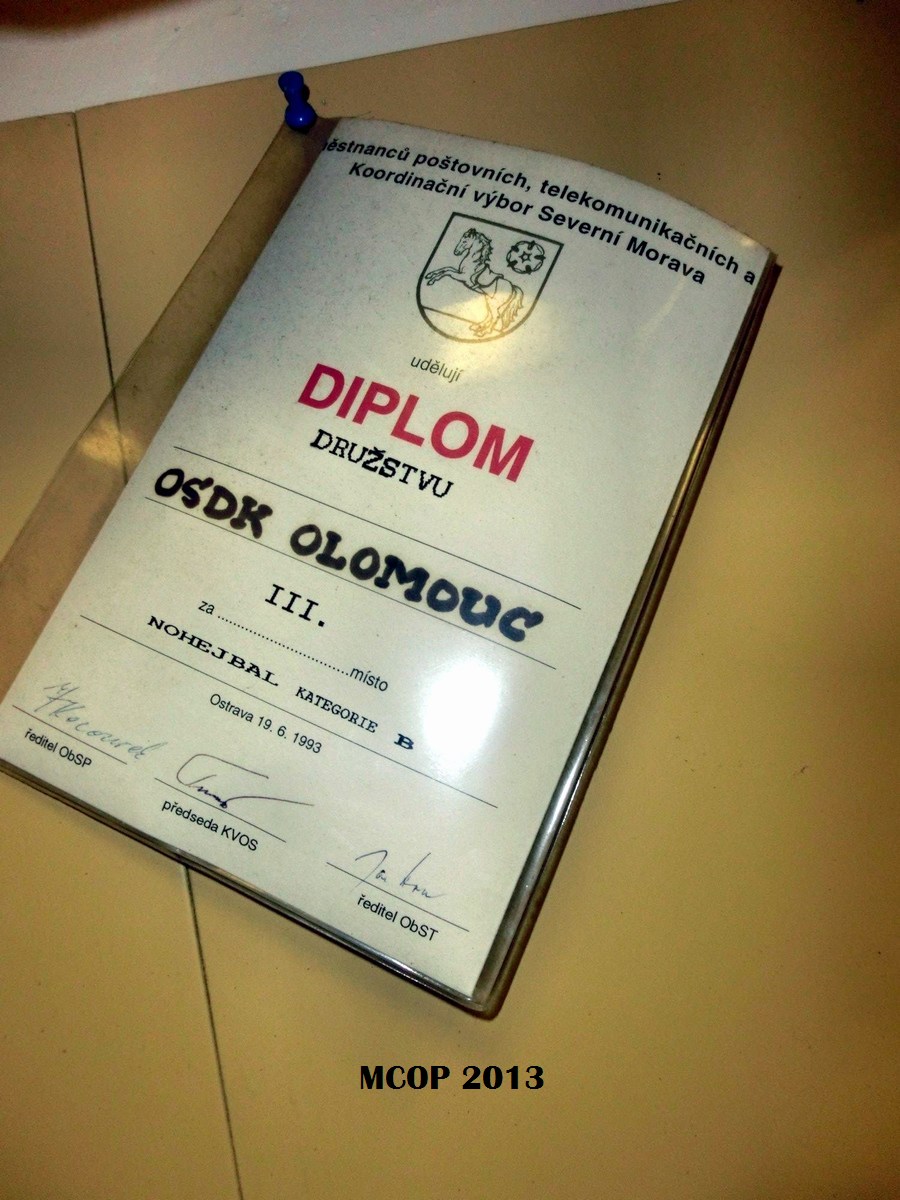 ěstnanců poštovních, telekomunikačních a
Koordinační výbor Severní Morava
udělují
DIPLOM
DRUŽSTVU
OSDK OLOMOUC
III.
za ........................................místo
NOHEJBAL KATEGORIE B
Ostrava 19. 6. 1993
ředitel ObSP
předseda KVOS
ředitel ObST
MCOP 2013